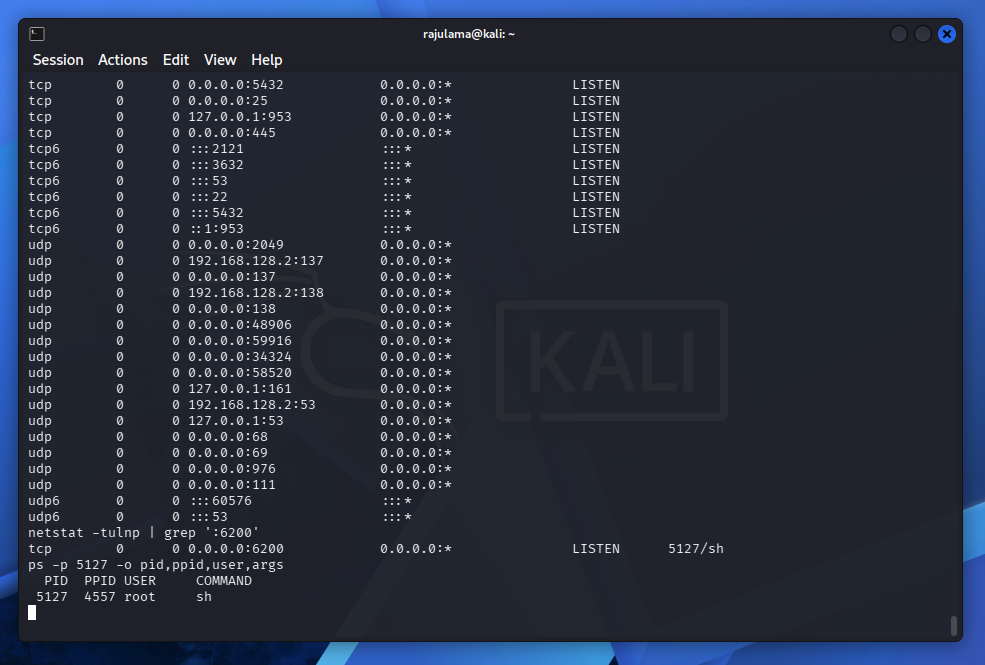 rajulama@kali: ~
Session Actions Edit View Help
tcp 0 0 0.0.0.0:5432 0.0.0.0:* LISTEN
tcp 0 0 0.0.0.0:25 0.0.0.0:* LISTEN
tcp 0 0 127.0.0.1:953 0.0.0.0:* LISTEN
tcp 0 0 0.0.0.0:445 0.0.0.0:* LISTEN
tcp6 0 0 :::2121 :::* LISTEN
tcp6 0 0 :::3632 :::* LISTEN
tcp6 0 0 :::53 :::* LISTEN
tcp6 0 0 :::22 :::* LISTEN
tcp6 0 0 :::5432 :::* LISTEN
tcp6 0 0 ::1:953 :::* LISTEN
udp 0 0 0.0.0.0:2049 0.0.0.0:*
udp 0 0 192.168.128.2:137 0.0.0.0:*
udp 0 0 0.0.0.0:137 0.0.0.0:*
udp 0 0 192.168.128.2:138 0.0.0.0:*
udp 0 0 0.0.0.0:138 0.0.0.0:*
udp 0 0 0.0.0.0:48906 0.0.0.0:*
udp 0 0 0.0.0.0:59916 0.0.0.0:*
udp 0 0 0.0.0.0:34324 0.0.0.0:*
udp 0 0 0.0.0.0:58520 0.0.0.0:*
udp 0 0 127.0.0.1:161 0.0.0.0:*
udp 0 0 192.168.128.2:53 0.0.0.0:*
udp 0 0 127.0.0.1:53 0.0.0.0:*
udp 0 0 0.0.0.0:68 0.0.0.0:*
udp 0 0 0.0.0.0:69 0.0.0.0:*
udp 0 0 0.0.0.0:976 0.0.0.0:*
udp 0 0 0.0.0.0:111 0.0.0.0:*
udp6 0 0 :::60576 :::*
udp6 0 0 :::53 :::*
netstat -tulnp | grep ':6200'
tcp 0 0 0.0.0.0:6200 0.0.0.0:* LISTEN 5127/sh
ps -p 5127 -o pid,ppid,user,args
PID PPID USER COMMAND
5127 4557 root sh
KALI